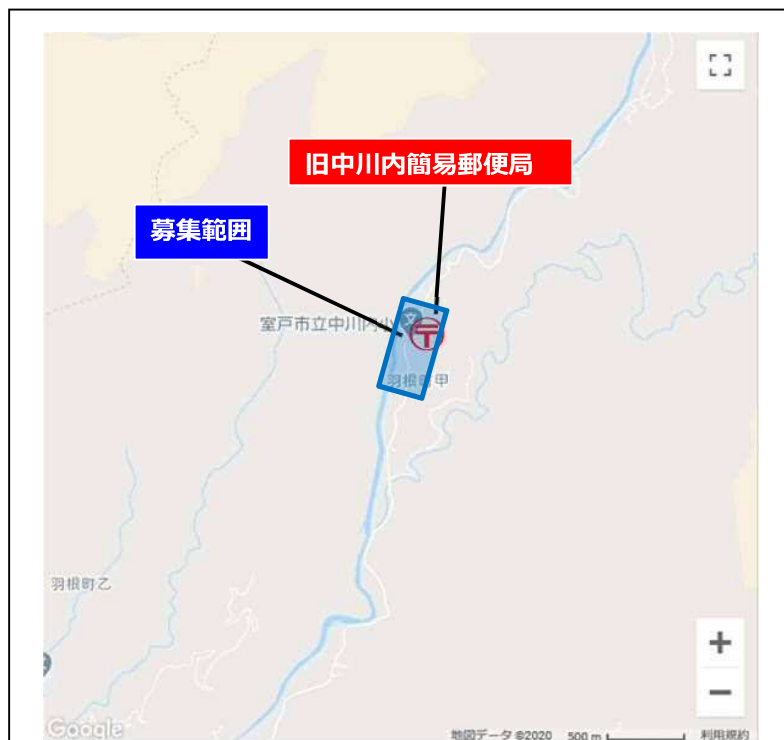 旧中川内簡易郵便局
募集範囲
室戸市立中川内小
羽根町甲
羽根町乙
Google
地図データ ©2020 500 m 利用規約